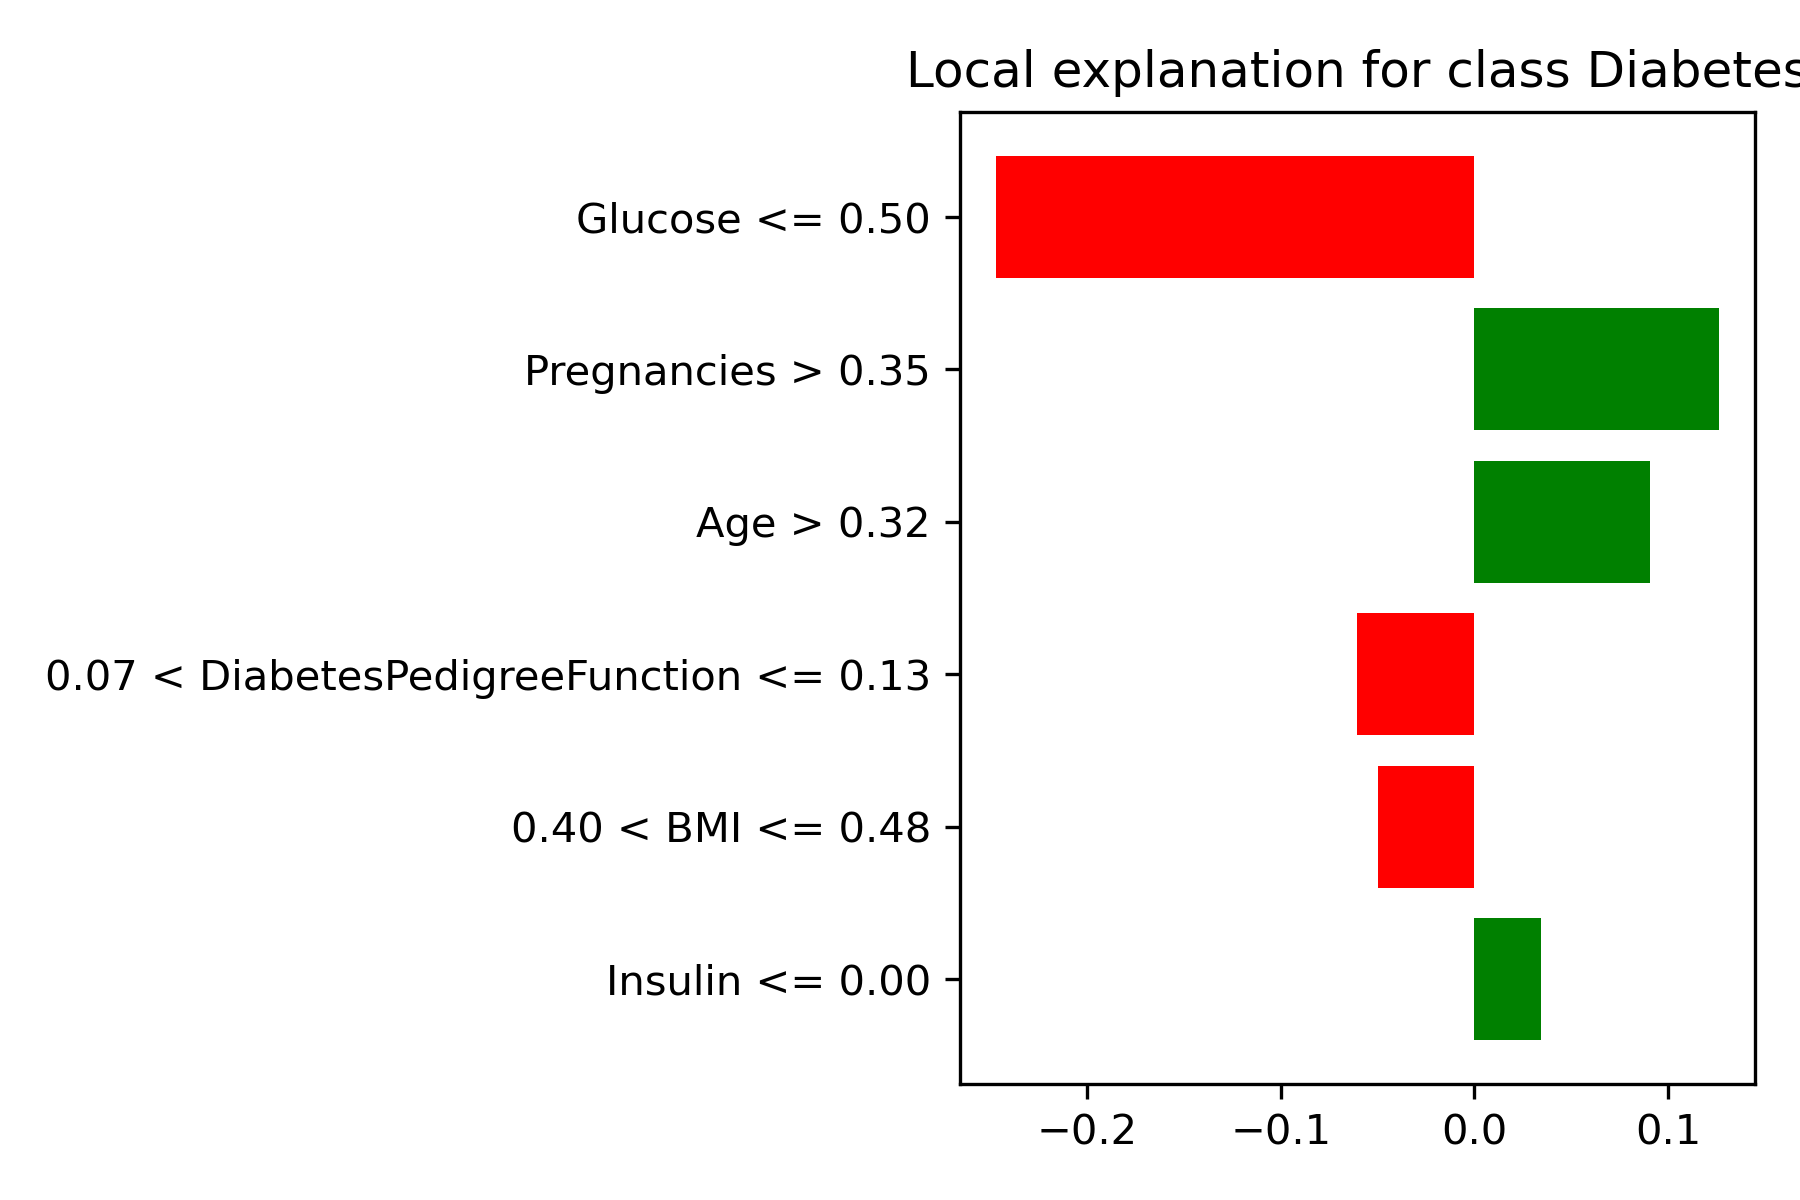 Local explanation for class Diabetes
Glucose <= 0.50
Pregnancies > 0.35
Age > 0.32
0.07 < DiabetesPedigreeFunction <= 0.13
0.40 < BMI <= 0.48
Insulin <= 0.00
−0.2 −0.1 0.0 0.1